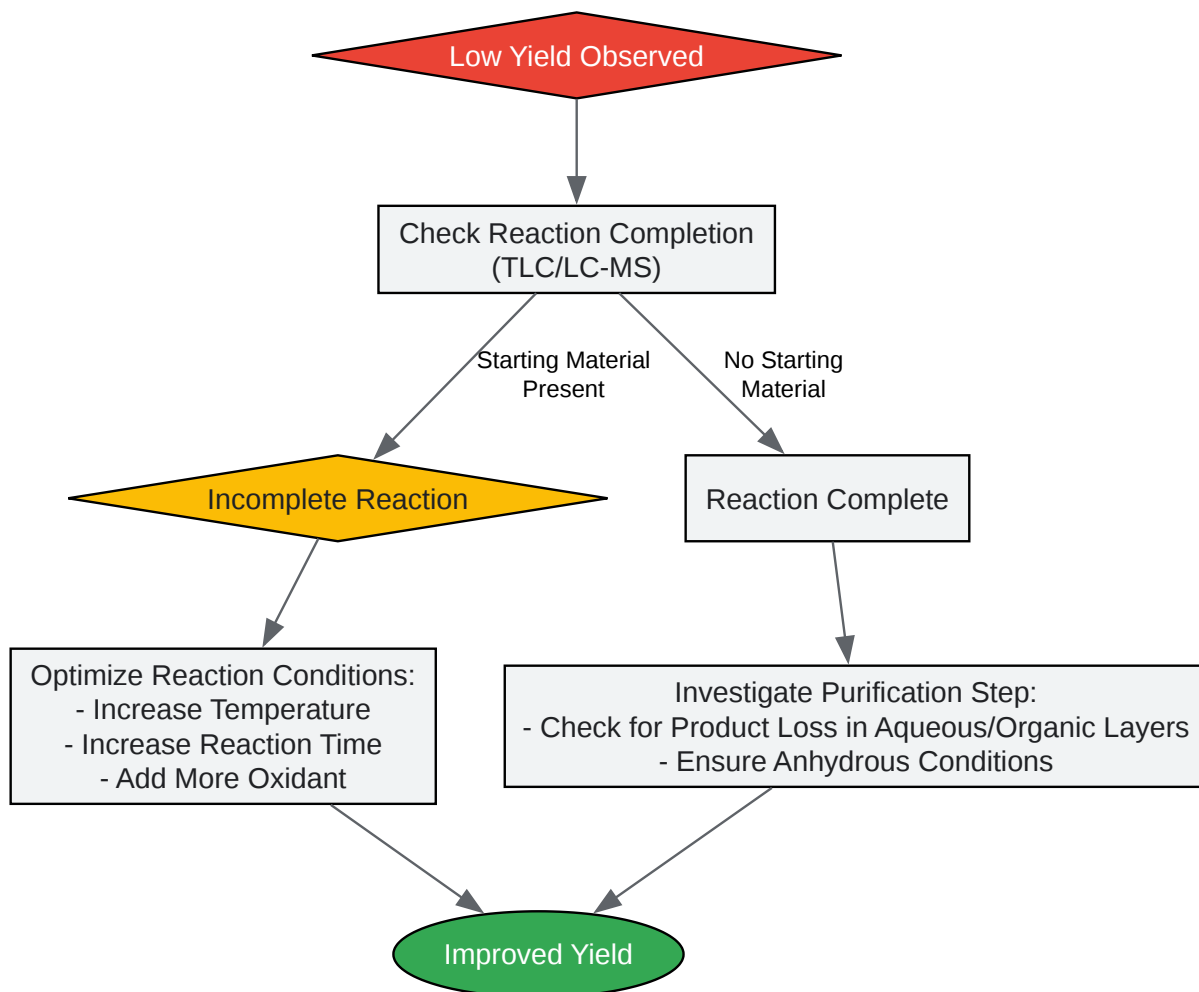 Low Yield Observed
Check Reaction Completion
(TLC/LC-MS)
Starting Material
Present
No Starting
Material
Incomplete Reaction
Reaction Complete
Optimize Reaction Conditions:
- Increase Temperature
- Increase Reaction Time
- Add More Oxidant
Investigate Purification Step:
- Check for Product Loss in Aqueous/Organic Layers
- Ensure Anhydrous Conditions
Improved Yield